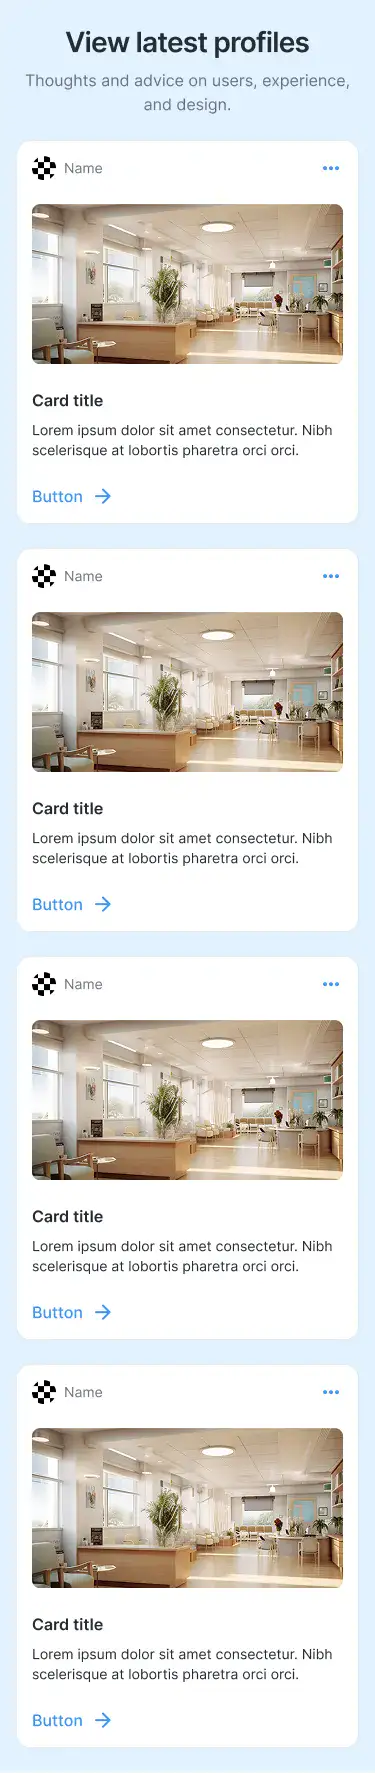 View latest profiles
Thoughts and advice on users, experience,
and design.
Name
Card title
Lorem ipsum dolor sit amet consectetur. Nibh
scelerisque at lobortis pharetra orci orci.
Button
Name
Card title
Lorem ipsum dolor sit amet consectetur. Nibh
scelerisque at lobortis pharetra orci orci.
Button
Name
Card title
Lorem ipsum dolor sit amet consectetur. Nibh
scelerisque at lobortis pharetra orci orci.
Button
Name
Card title
Lorem ipsum dolor sit amet consectetur. Nibh
scelerisque at lobortis pharetra orci orci.
Button